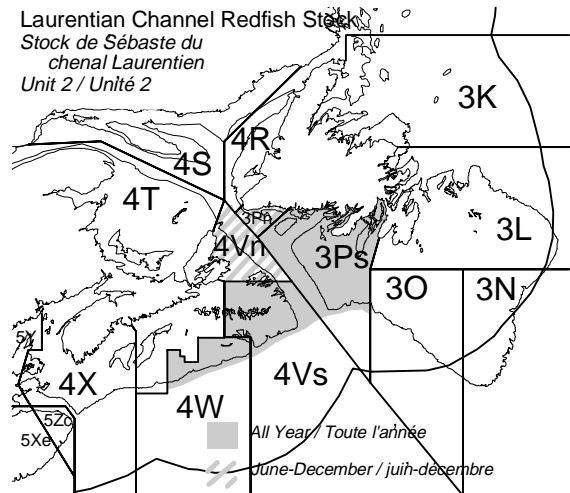 Laurentian Channel Redfish Stock
Stock de Sébaste du
chenal Laurentien
Unit 2 / Unité 2
3K
4R
4S
4T
3Pn
3L
4Vn
3Ps
3O
3N
5Y
4X
4Vs
4W
5Zc
5Xe
All Year / Toute l'année
June-December / juin-décembre